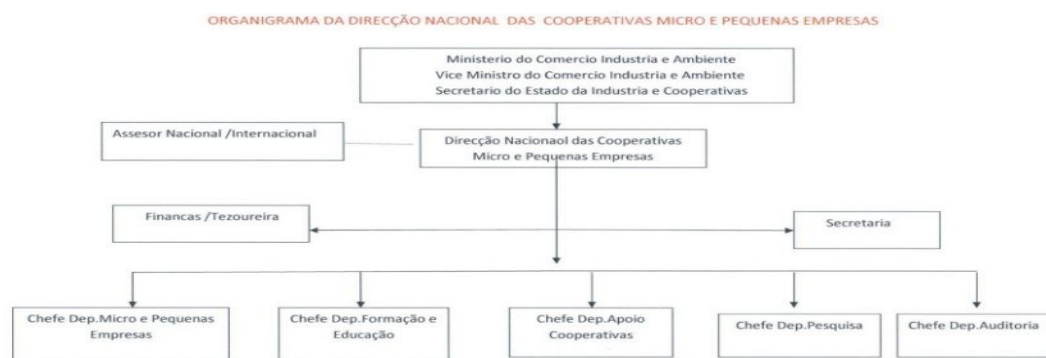 ORGANIGRAMA DA DIRECÇÃO NACIONAL DAS COOPERATIVAS MICRO E PEQUENAS EMPRESAS
Ministerio do Comercio Industria e Ambiente
Vice Ministro do Comercio Industria e Ambiente
Secretario do Estado da Industria e Cooperativas
Assesor Nacional /Internacional
Direcção Nacionaol das Cooperativas
Micro e Pequenas Empresas
Financas /Tezoureira
Secretaria
Chefe Dep.Micro e Pequenas
Empresas
Chefe Dep.Formação e
Educação
Chefe Dep.Apoio
Cooperativas
Chefe Dep.Pesquisa
Chefe Dep.Auditoria